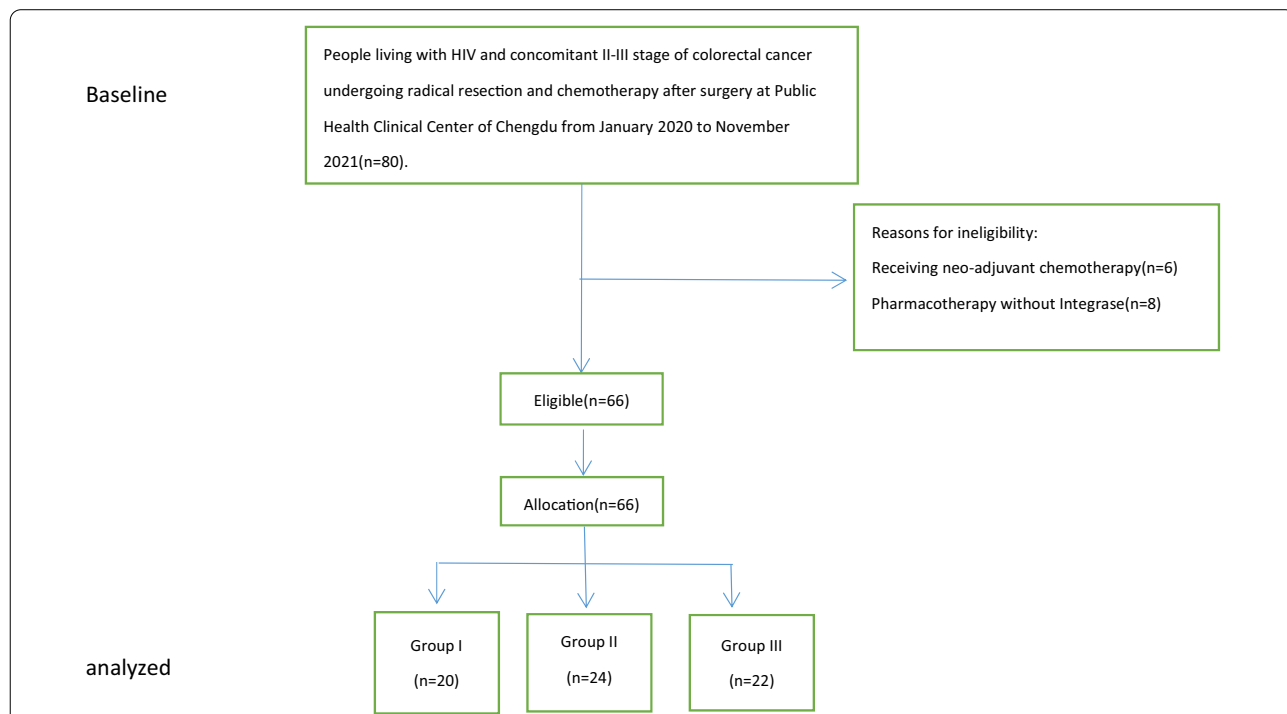 Baseline
People living with HIV and concomitant II-III stage of colorectal cancer
undergoing radical resection and chemotherapy after surgery at Public
Health Clinical Center of Chengdu from January 2020 to November
2021(n=80).
Reasons for ineligibility:
Receiving neo-adjuvant chemotherapy(n=6)
Pharmacotherapy without Integrase(n=8)
Eligible(n=66)
Allocation(n=66)
Group I
(n=20)
Group II
(n=24)
Group III
(n=22)
analyzed